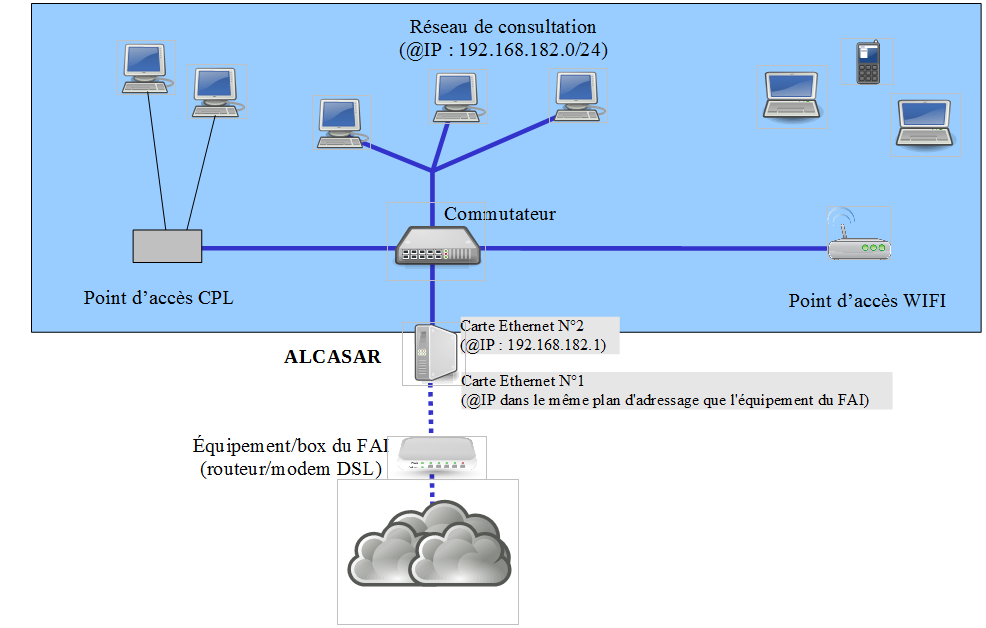 Réseau de consultation
(@IP : 192.168.182.0/24)
Commutateur
Point d’accès CPL
Point d’accès WIFI
Carte Ethernet N°2
(@IP : 192.168.182.1)
ALCASAR
Carte Ethernet N°1
(@IP dans le même plan d'adressage que l'équipement du FAI)
Équipement/box du FAI
(routeur/modem DSL)